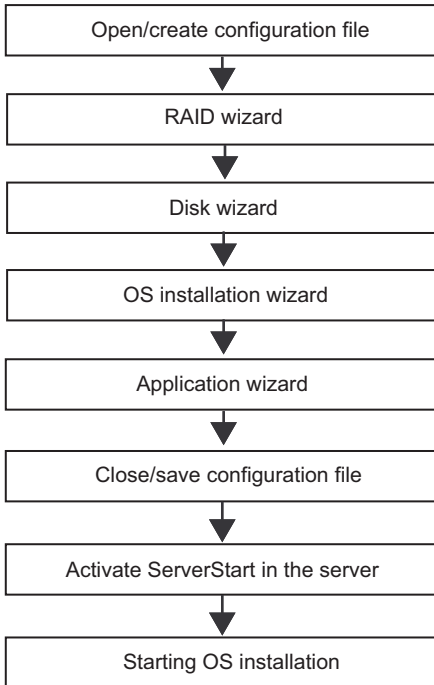 Open/create configuration file
RAID wizard
Disk wizard
OS installation wizard
Application wizard
Close/save configuration file
Activate ServerStart in the server
Starting OS installation